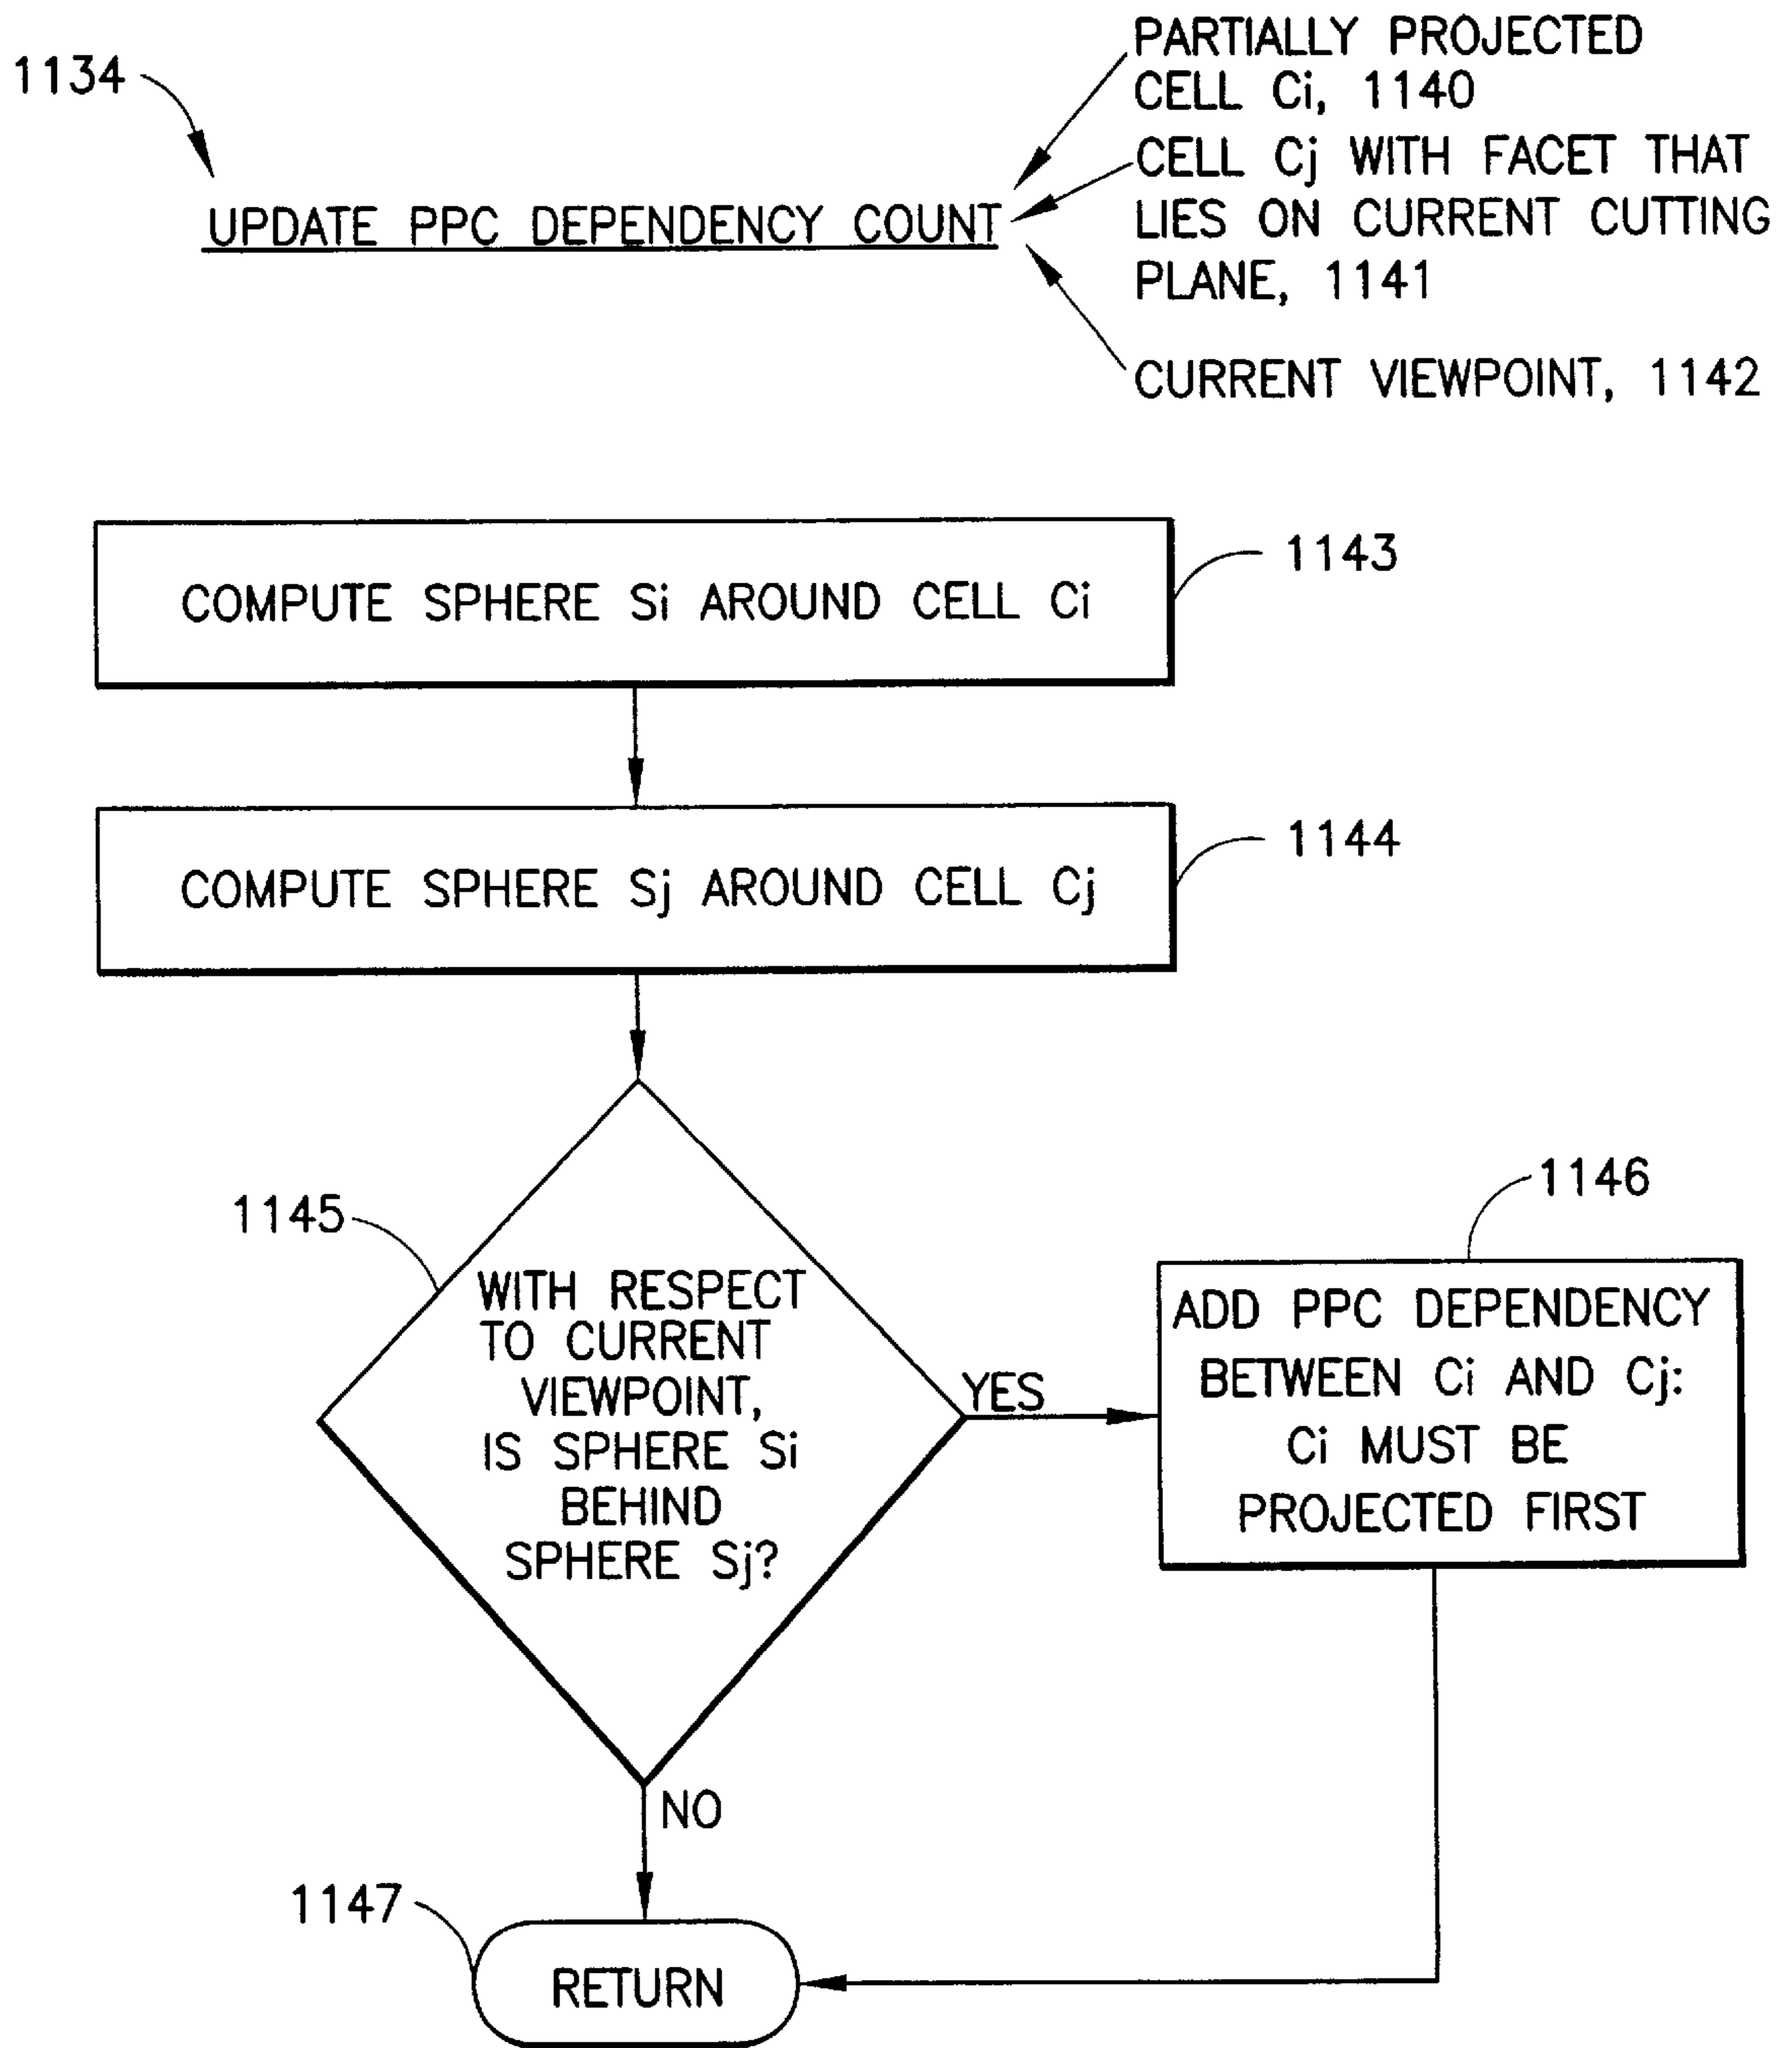 1134
UPDATE PPC DEPENDENCY COUNT
PARTIALLY PROJECTED
CELL Ci, 1140
CELL Cj WITH FACET THAT
LIES ON CURRENT CUTTING
PLANE, 1141
CURRENT VIEWPOINT, 1142
COMPUTE SPHERE Si AROUND CELL Ci
1143
COMPUTE SPHERE Sj AROUND CELL Cj
1144
1145
WITH RESPECT
TO CURRENT
VIEWPOINT,
IS SPHERE Si
BEHIND
SPHERE Sj?
YES
1146
ADD PPC DEPENDENCY
BETWEEN Ci AND Cj:
Ci MUST BE
PROJECTED FIRST
NO
1147
RETURN